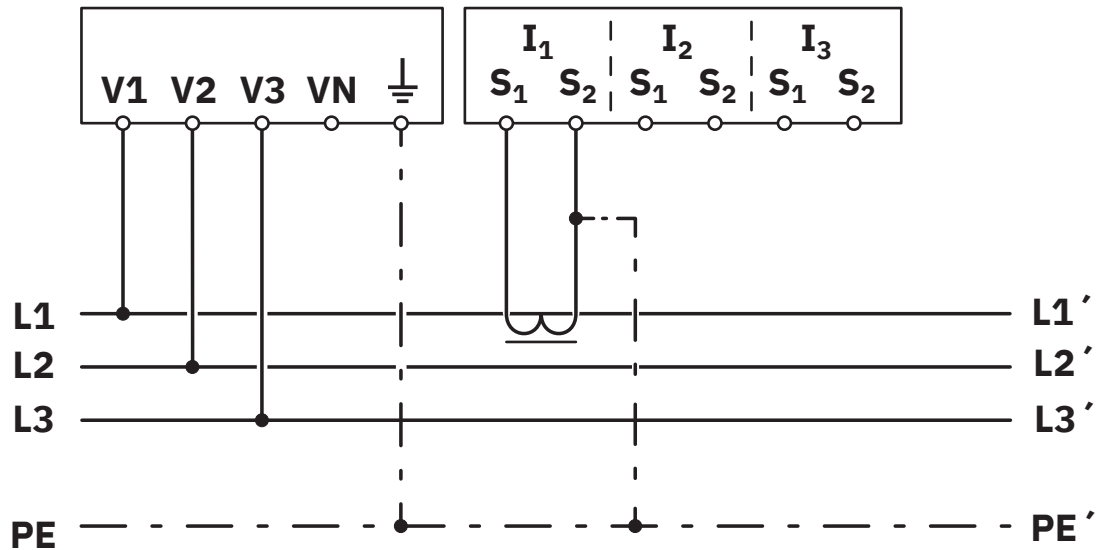 I₁ I₂ I₃
V1 V2 V3 VN S₁ S₂ S₁ S₂ S₁ S₂
L1 L1´
L2 L2´
L3 L3´
PE PE´